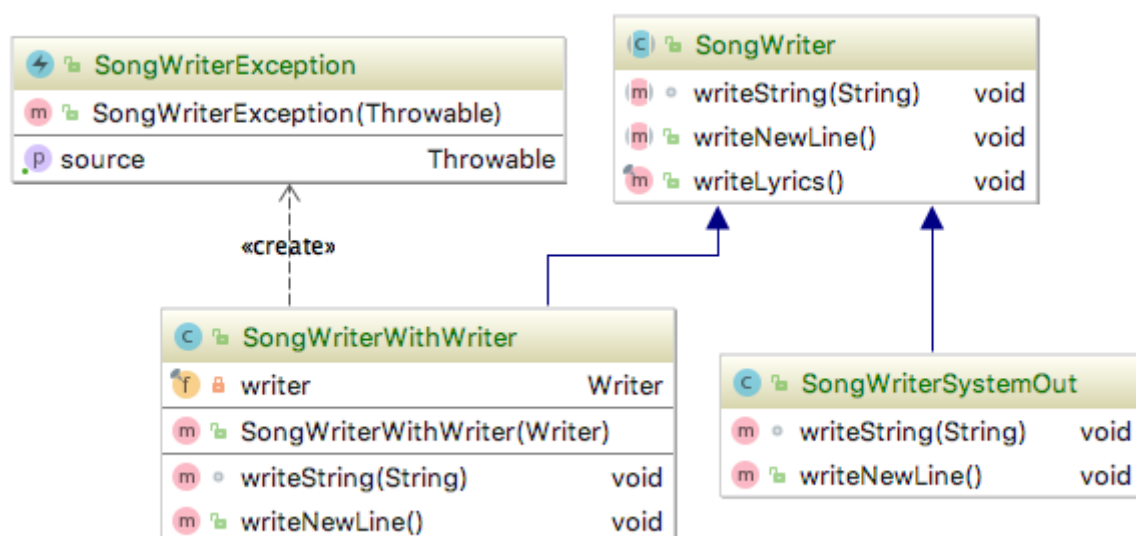 SongWriterException
SongWriterException(Throwable)
source Throwable
«create»
SongWriter
writeString(String) void
writeNewLine() void
writeLyrics() void
SongWriterWithWriter
writer Writer
SongWriterWithWriter(Writer)
writeString(String) void
writeNewLine() void
SongWriterSystemOut
writeString(String) void
writeNewLine() void